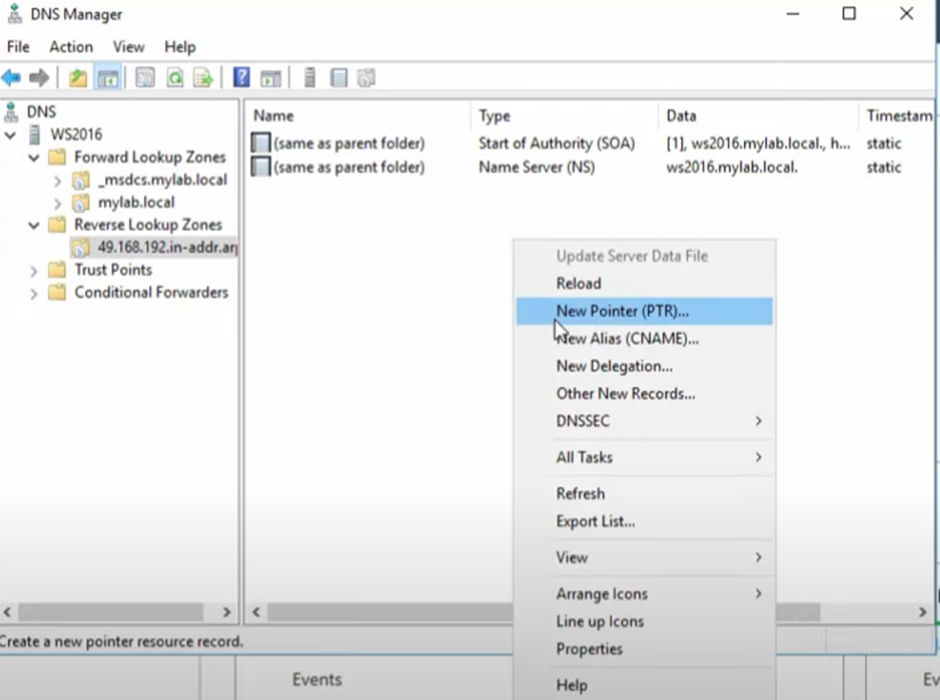 DNS Manager
File Action View Help
DNS
WS2016
Forward Lookup Zones
_msdcs.mylab.local
mylab.local
Reverse Lookup Zones
49.168.192.in-addr.ar
Trust Points
Conditional Forwarders
Name Type Data Timestam
(same as parent folder) Start of Authority (SOA) [1], ws2016.mylab.local., h... static
(same as parent folder) Name Server (NS) ws2016.mylab.local. static
Update Server Data File
Reload
New Pointer (PTR)...
New Alias (CNAME)...
New Delegation...
Other New Records...
DNSSEC
All Tasks
Refresh
Export List...
View
Arrange Icons
Line up Icons
Properties
Help
Create a new pointer resource record.
Events
Ev